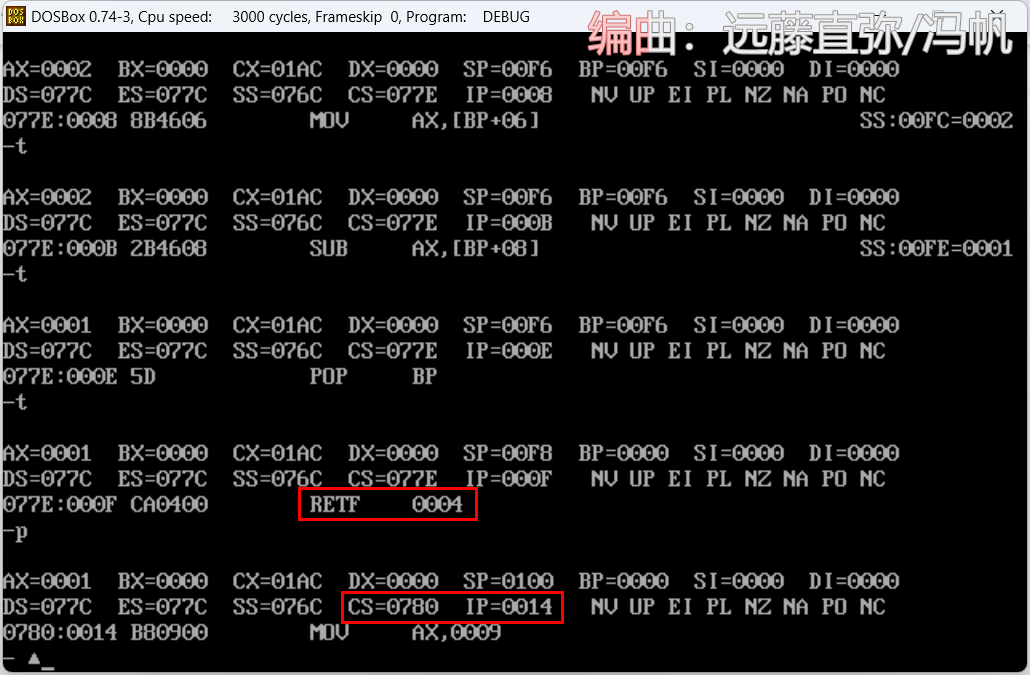 DOSBox 0.74-3, Cpu speed: 3000 cycles, Frameskip 0, Program: DEBUG
编曲：远藤直弥/冯帆
AX=0002 BX=0000 CX=01AC DX=0000 SP=00F6 BP=00F6 SI=0000 DI=0000
DS=077C ES=077C SS=076C CS=077E IP=0008 NV UP EI PL NZ NA PO NC
077E:0008 8B4606 MOV AX,[BP+06] SS:00FC=0002
-t
AX=0002 BX=0000 CX=01AC DX=0000 SP=00F6 BP=00F6 SI=0000 DI=0000
DS=077C ES=077C SS=076C CS=077E IP=000B NV UP EI PL NZ NA PO NC
077E:000B 2B4608 SUB AX,[BP+08] SS:00FE=0001
-t
AX=0001 BX=0000 CX=01AC DX=0000 SP=00F6 BP=00F6 SI=0000 DI=0000
DS=077C ES=077C SS=076C CS=077E IP=000E NV UP EI PL NZ NA PO NC
077E:000E 5D POP BP
-t
AX=0001 BX=0000 CX=01AC DX=0000 SP=00F8 BP=0000 SI=0000 DI=0000
DS=077C ES=077C SS=076C CS=077E IP=000F NV UP EI PL NZ NA PO NC
077E:000F CA0400 RETF 0004
-p
AX=0001 BX=0000 CX=01AC DX=0000 SP=0100 BP=0000 SI=0000 DI=0000
DS=077C ES=077C SS=076C CS=0780 IP=0014 NV UP EI PL NZ NA PO NC
0780:0014 B80900 MOV AX,0009
- ▲_